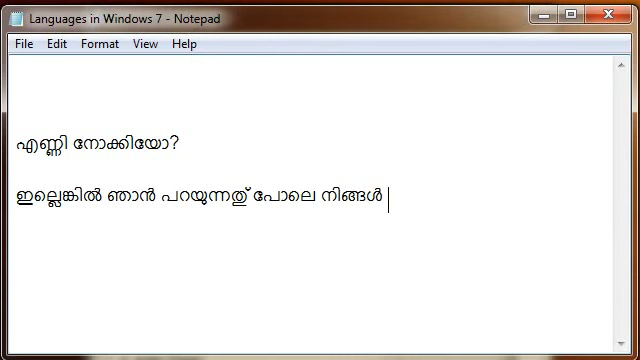 Languages in Windows 7 - Notepad
File Edit Format View Help
എണ്ണി നോക്കിയോ?
ഇല്ലെങ്കിൽ ഞാൻ പറയുന്നതു് പോലെ നിങ്ങൾ